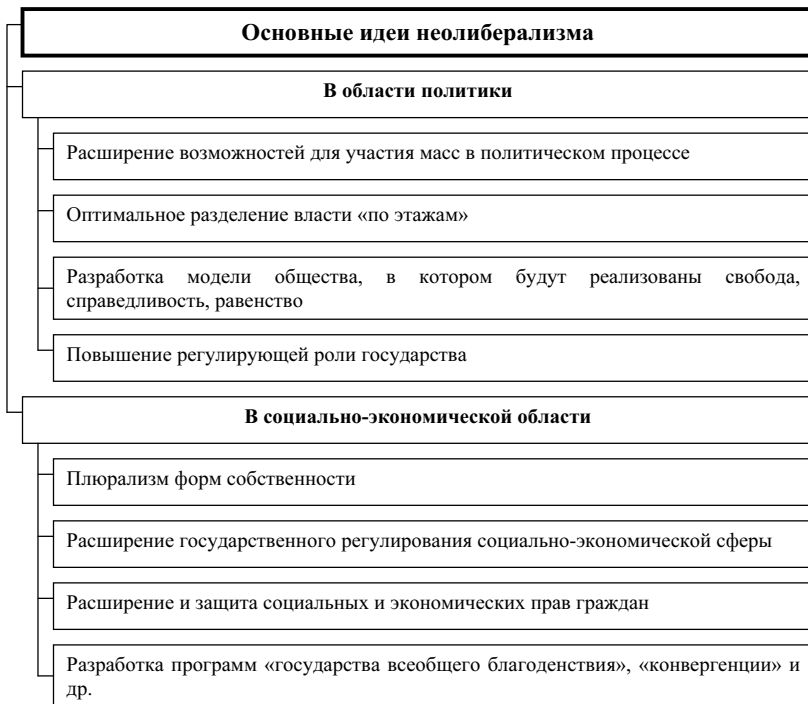 Основные идеи неолиберализма
В области политики
Расширение возможностей для участия масс в политическом процессе
Оптимальное разделение власти «по этажам»
Разработка модели общества, в котором будут реализованы свобода,
справедливость, равенство
Повышение регулирующей роли государства
В социально-экономической области
Плюрализм форм собственности
Расширение государственного регулирования социально-экономической сферы
Расширение и защита социальных и экономических прав граждан
Разработка программ «государства всеобщего благоденствия», «конвергенции» и
др.